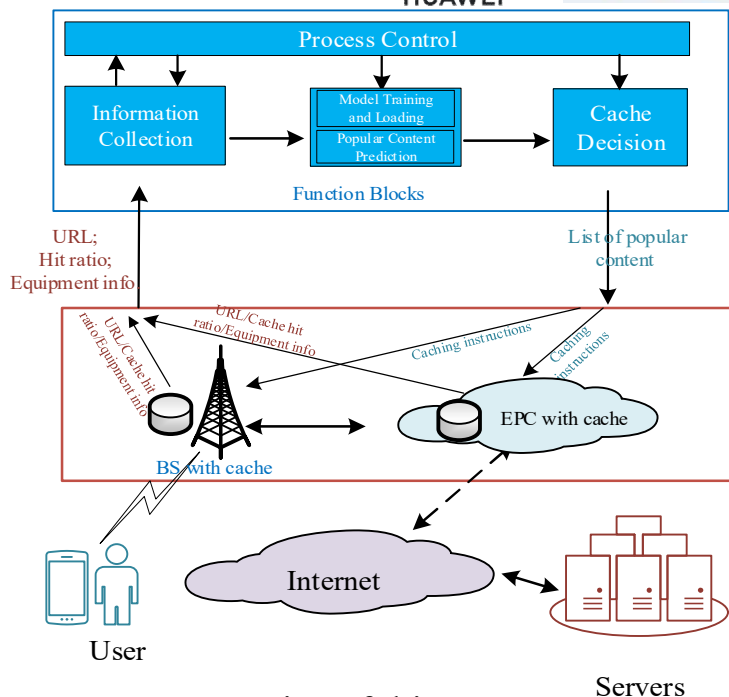 HUAWEI
Process Control
Information
Collection
Model Training
and Loading
Popular Content
Prediction
Cache
Decision
Function Blocks
URL;
Hit ratio;
Equipment info
List of popular
content
URL/Cache hit
ratio/Equipment info
URL/Cache hit
ratio/Equipment info
Caching instructions
Caching
instructions
EPC with cache
BS with cache
Internet
User
Servers